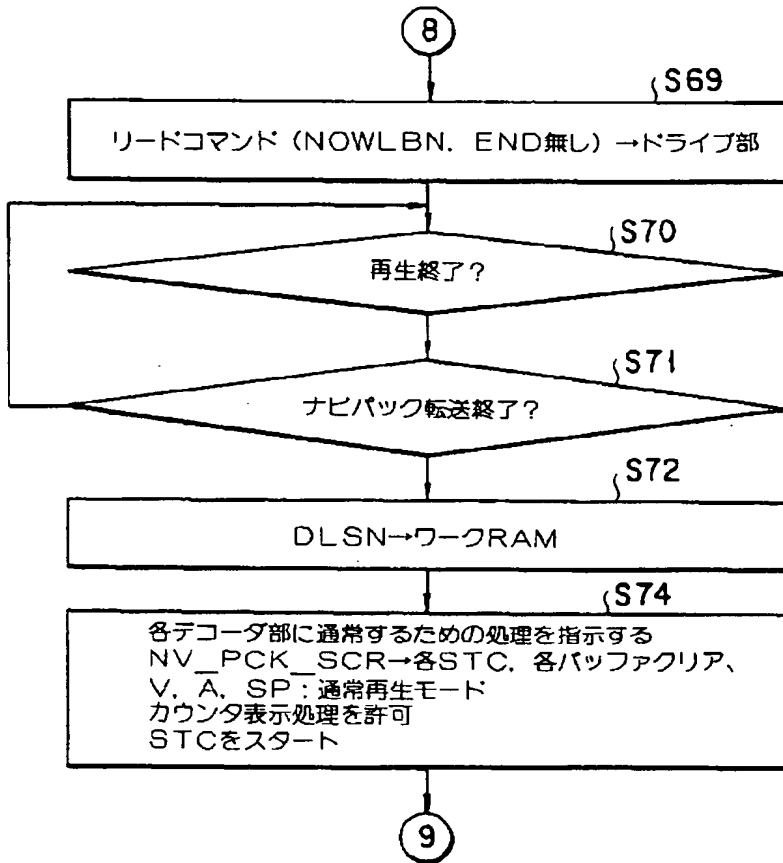 8
S69
リードコマンド（NOWLBN．END無し）→ドライブ部
S70
再生終了？
S71
ナビパック転送終了？
S72
DLSN→ワークRAM
S74
各デコーダ部に通常するための処理を指示する
NV_PCK_SCR→各STC，各バッファクリア、
V，A，SP：通常再生モード
カウンタ表示処理を許可
STCをスタート
9